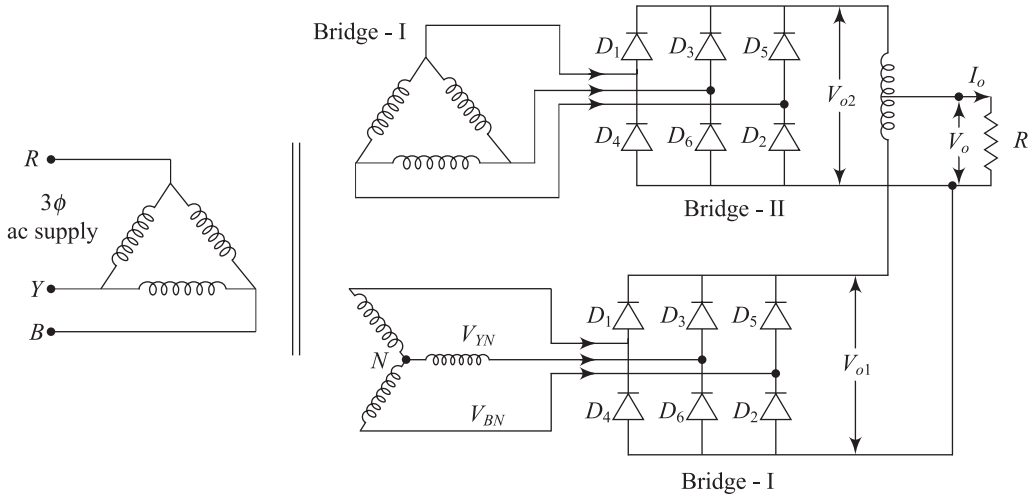 Bridge - I
D1
D3
D5
D4
D6
D2
Vo2
Io
Vo
R
Bridge - II
R
3ϕ
ac supply
Y
B
N
VYN
VBN
D1
D3
D5
D4
D6
D2
Vo1
Bridge - I